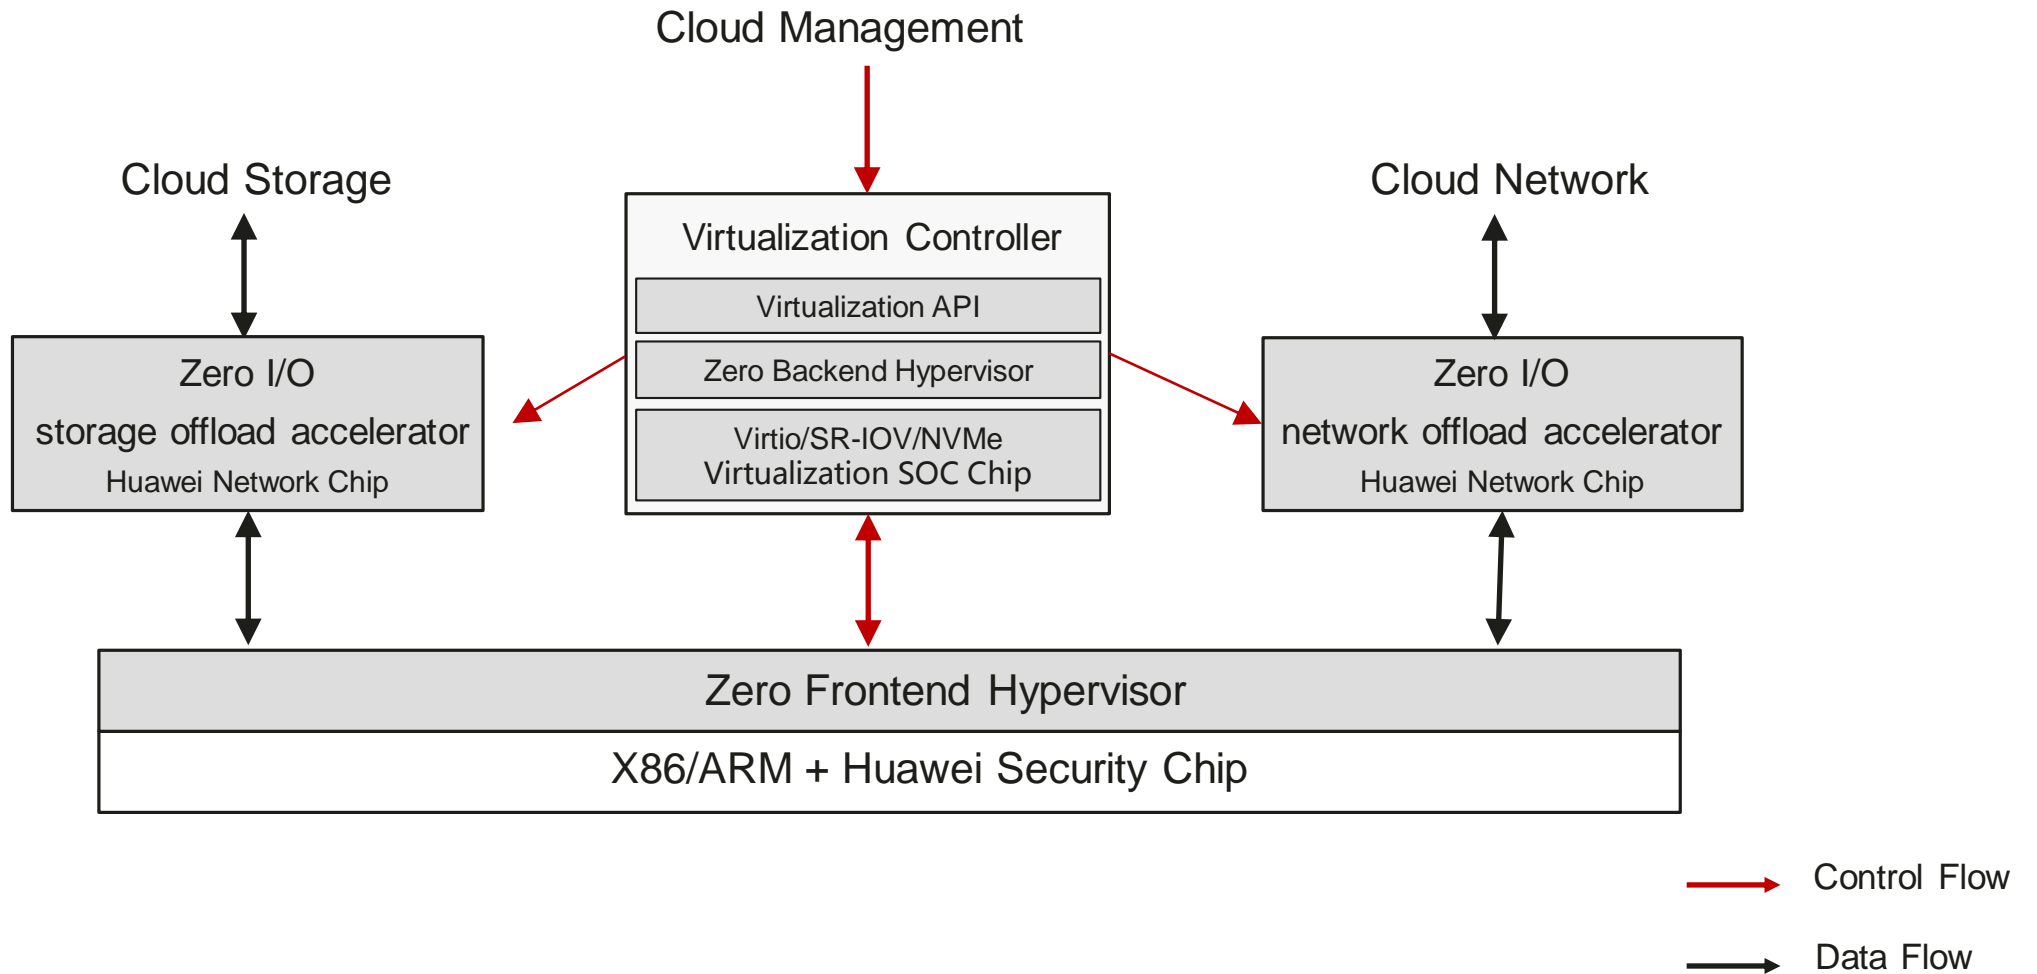 Cloud Management
Cloud Storage
Cloud Network
Virtualization Controller
Virtualization API
Zero Backend Hypervisor
Virtio/SR-IOV/NVMe
Virtualization SOC Chip
Zero I/O
storage offload accelerator
Huawei Network Chip
Zero I/O
network offload accelerator
Huawei Network Chip
Zero Frontend Hypervisor
X86/ARM + Huawei Security Chip
Control Flow
Data Flow